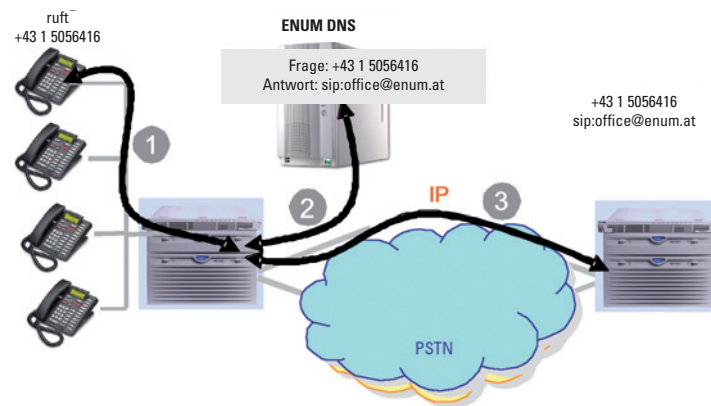 ruft
+43 1 5056416
ENUM DNS
Frage: +43 1 5056416
Antwort: sip:office@enum.at
+43 1 5056416
sip:office@enum.at
1
2
IP
3
PSTN